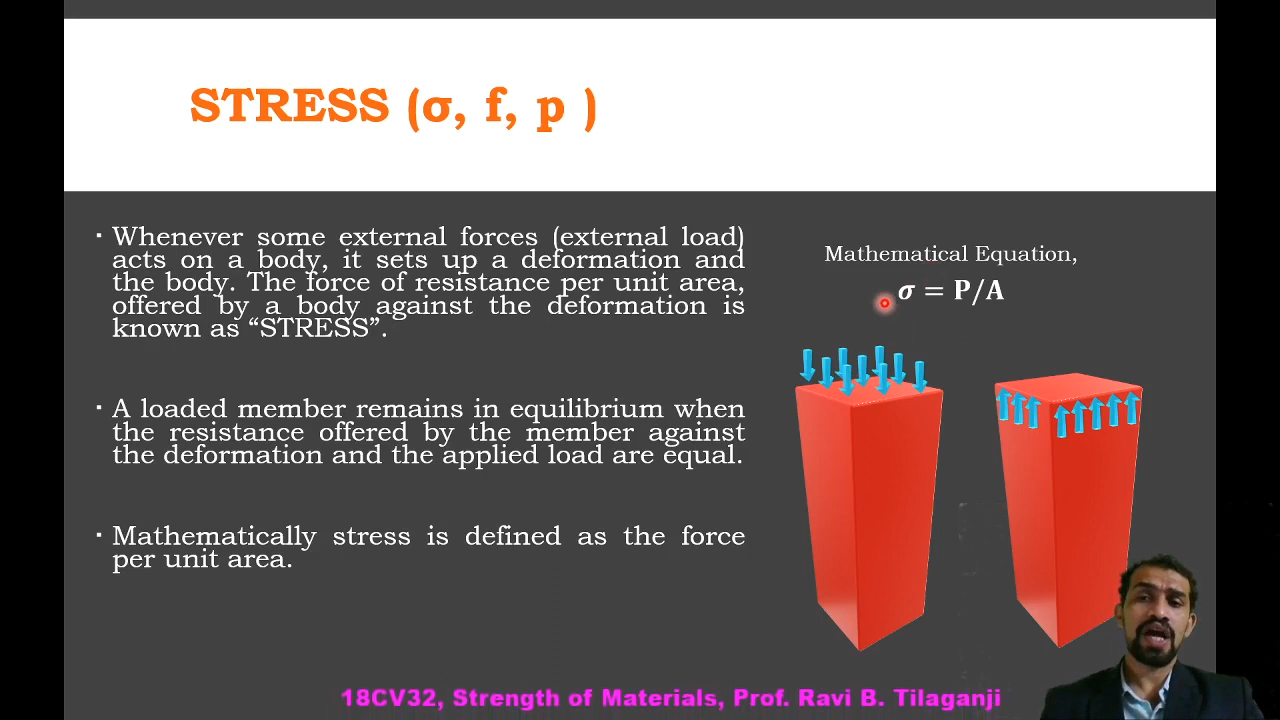 STRESS (σ, f, p )
▪ Whenever some external forces (external load)
acts on a body, it sets up a deformation and
the body. The force of resistance per unit area,
offered by a body against the deformation is
known as “STRESS”.
▪ A loaded member remains in equilibrium when
the resistance offered by the member against
the deformation and the applied load are equal.
▪ Mathematically stress is defined as the force
per unit area.
Mathematical Equation,
σ = P/A
18CV32, Strength of Materials, Prof. Ravi B. Tilaganji